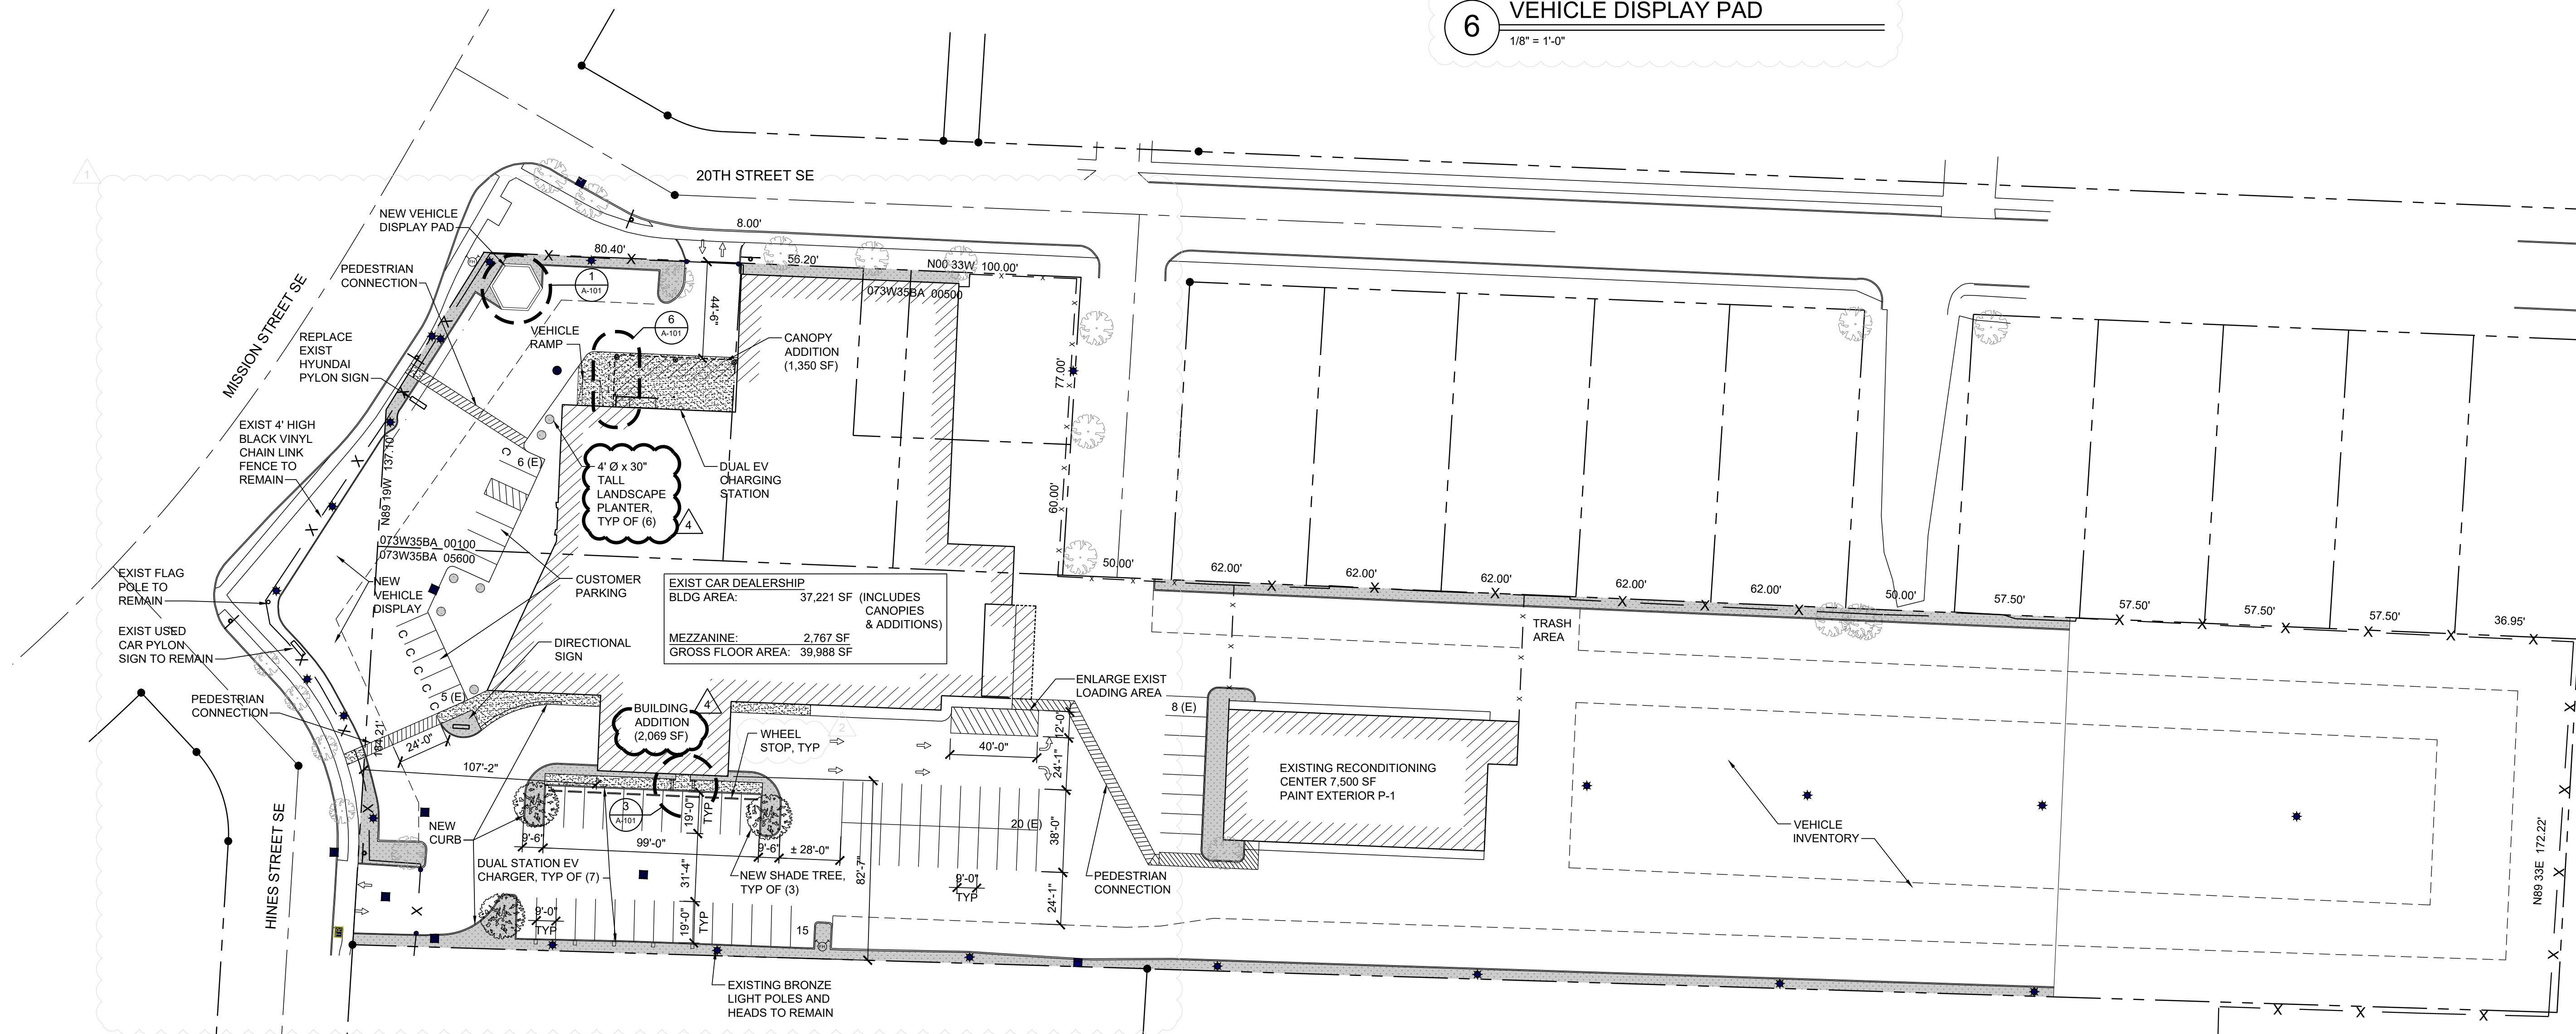 6
VEHICLE DISPLAY PAD
1/8" = 1'-0"
1
20TH STREET SE
8.00'
NEW VEHICLE
DISPLAY PAD
80.40'
56.20'
N00 33W 100.00'
073W35BA 00500
1
A-101
PEDESTRIAN
CONNECTION
MISSION STREET SE
44'-6"
6
A-101
VEHICLE
RAMP
CANOPY
ADDITION
(1,350 SF)
REPLACE
EXIST
HYUNDAI
PYLON SIGN
77.00'
60.00'
EXIST 4' HIGH
BLACK VINYL
CHAIN LINK
FENCE TO
REMAIN
N89 19W 137.10'
C
6 (E)
4' Ø x 30"
TALL
LANDSCAPE
PLANTER,
TYP OF (6)
4
DUAL EV
CHARGING
STATION
073W35BA 00100
073W35BA 05600
EXIST FLAG
POLE TO
REMAIN
NEW
VEHICLE
DISPLAY
CUSTOMER
PARKING
EXIST CAR DEALERSHIP
BLDG AREA: 37,221 SF (INCLUDES
CANOPIES
& ADDITIONS)
MEZZANINE: 2,767 SF
GROSS FLOOR AREA: 39,988 SF
50.00'
62.00'
62.00'
62.00'
62.00'
62.00'
50.00'
57.50'
57.50'
57.50'
57.50'
36.95'
TRASH
AREA
EXIST USED
CAR PYLON
SIGN TO REMAIN
C
C
C
C
C
C
DIRECTIONAL
SIGN
5 (E)
PEDESTRIAN
CONNECTION
24'-0"
107'-2"
BUILDING
ADDITION
(2,069 SF)
4
2
WHEEL
STOP, TYP
ENLARGE EXIST
LOADING AREA
8 (E)
40'-0"
12'-0"
24'-1"
EXISTING RECONDITIONING
CENTER 7,500 SF
PAINT EXTERIOR P-1
VEHICLE
INVENTORY
N89 33E 172.22'
HINES STREET SE
NEW
CURB
3
A-101
19'-0"
TYP
20 (E)
38'-0"
9'-6"
99'-0"
9'-6"
± 28'-0"
82'-7"
DUAL STATION EV
CHARGER, TYP OF (7)
31'-4"
NEW SHADE TREE,
TYP OF (3)
9'-0"
TYP
PEDESTRIAN
CONNECTION
24'-1"
9'-0"
TYP
19'-0"
TYP
15
EXISTING BRONZE
LIGHT POLES AND
HEADS TO REMAIN